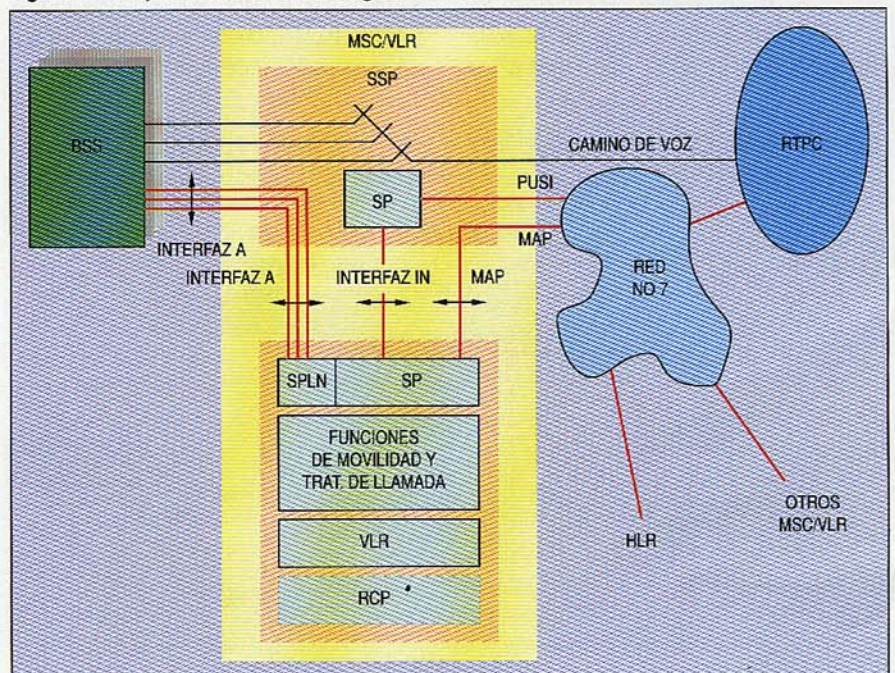 MSC/VLR
SSP
BSS
CAMINO DE VOZ
RTPC
PUSI
SP
MAP
INTERFAZ A
INTERFAZ A
INTERFAZ IN
MAP
RED
NO 7
SPLN
SP
FUNCIONES
DE MOVILIDAD Y
TRAT. DE LLAMADA
OTROS
MSC/VLR
HLR
VLR
RCP